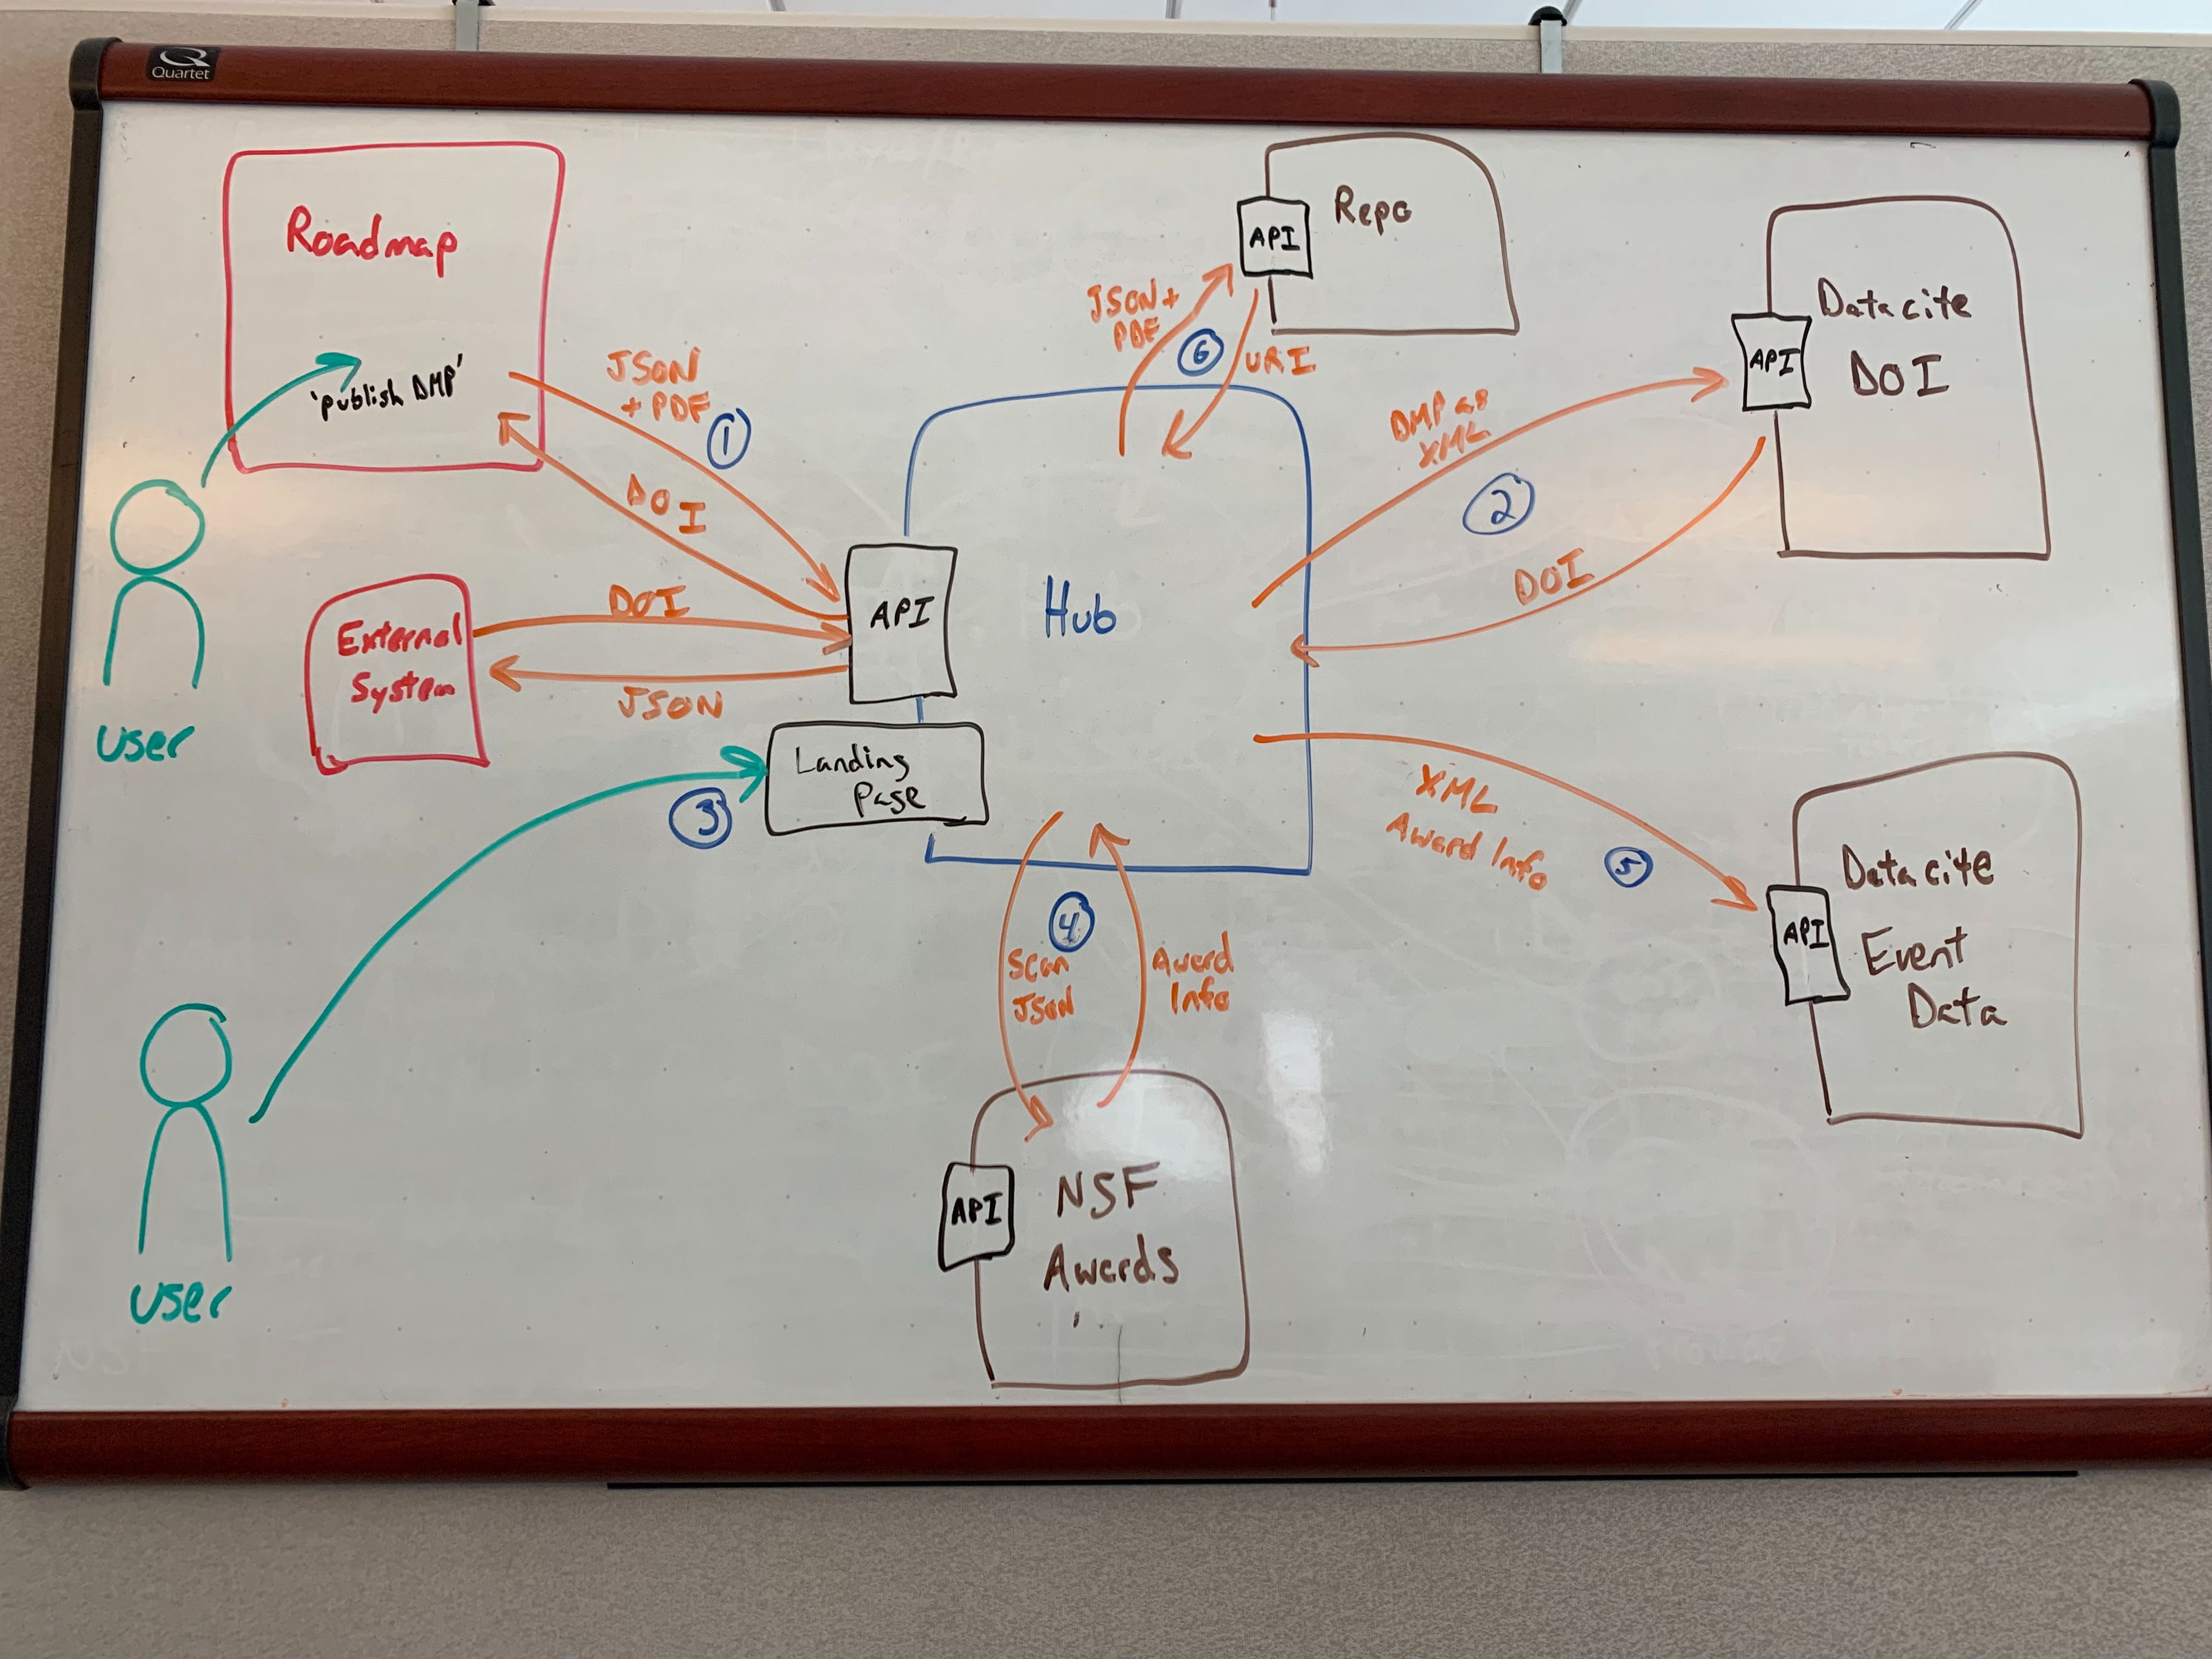 Quartet
Roadmap
'publish DMP'
JSON
+ PDF
1
DOI
User
External
System
DOI
JSON
API
Hub
Landing
Page
3
User
JSON +
PDF
6
URI
API
Repo
DMP as
XML
2
DOI
API
Datacite
DOI
XML
Award Info
5
API
Datacite
Event
Data
4
Scan
JSON
Award
Info
API
NSF
Awards